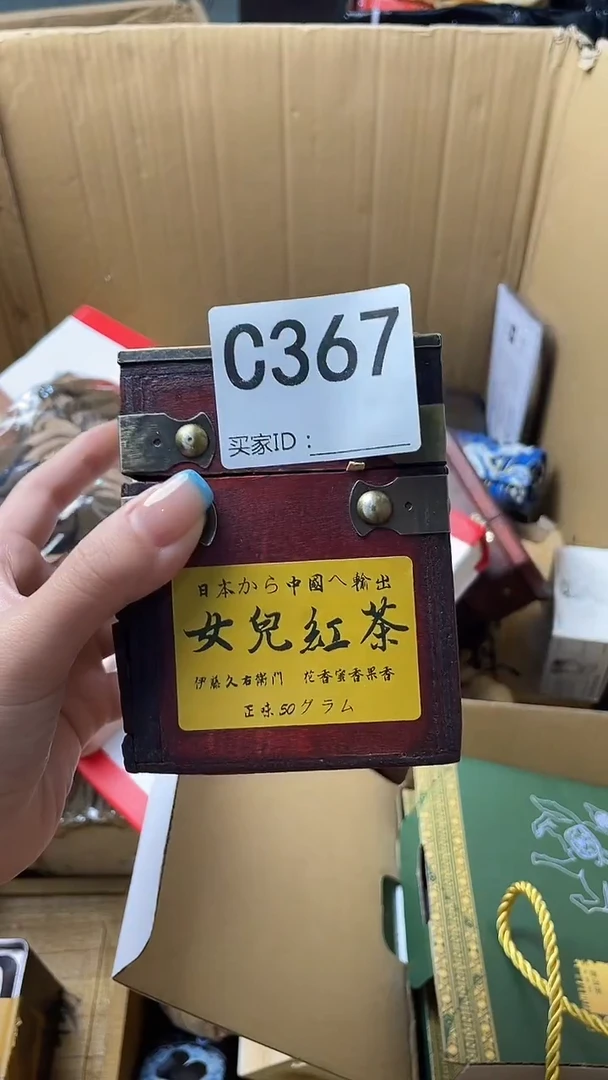 C367
买家ID：
日本から中國へ輸出
女兒紅茶
伊藤久右衛門 花香蜜香果香
正味50グラム